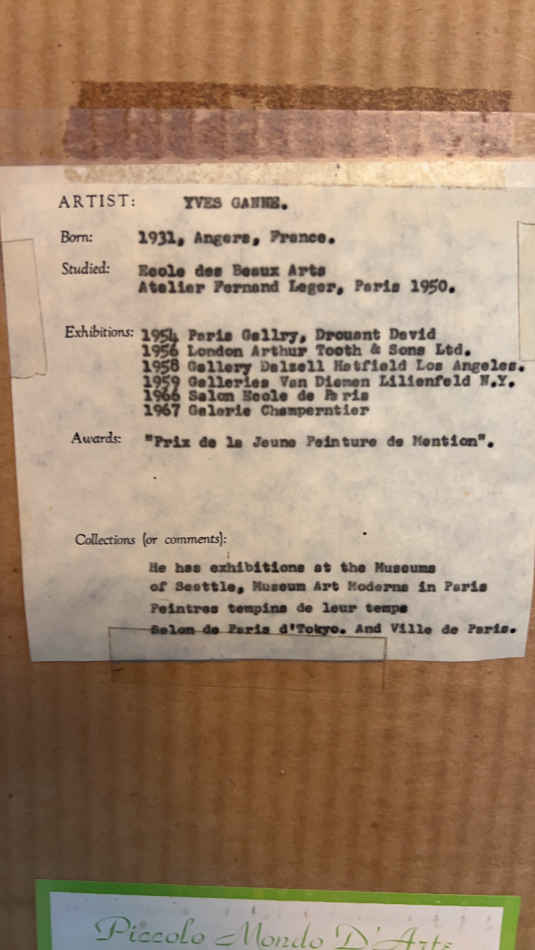 ARTIST: YVES GANNE.
Born: 1931, Angers, France.
Studied: Ecole des Beaux Arts
Atelier Fernand Leger, Paris 1950.
Exhibitions: 1954 Paris Gallry, Drouant David
1956 London Arthur Tooth & Sons Ltd.
1958 Gallery Dalzell Hatfield Los Angeles.
1959 Galleries Van Diemen Lilienfeld N.Y.
1966 Salon Ecole de Paris
1967 Galerie Champerntier
Awards: "Prix de la Jeune Peinture de Mention".
Collections (or comments):
He has exhibitions at the Museums
of Seattle, Museum Art Moderne in Paris
Peintres tempins de leur temps
Salon de Paris d'Tokyo. And Ville de Paris.
Piccolo Mondo D'Arte